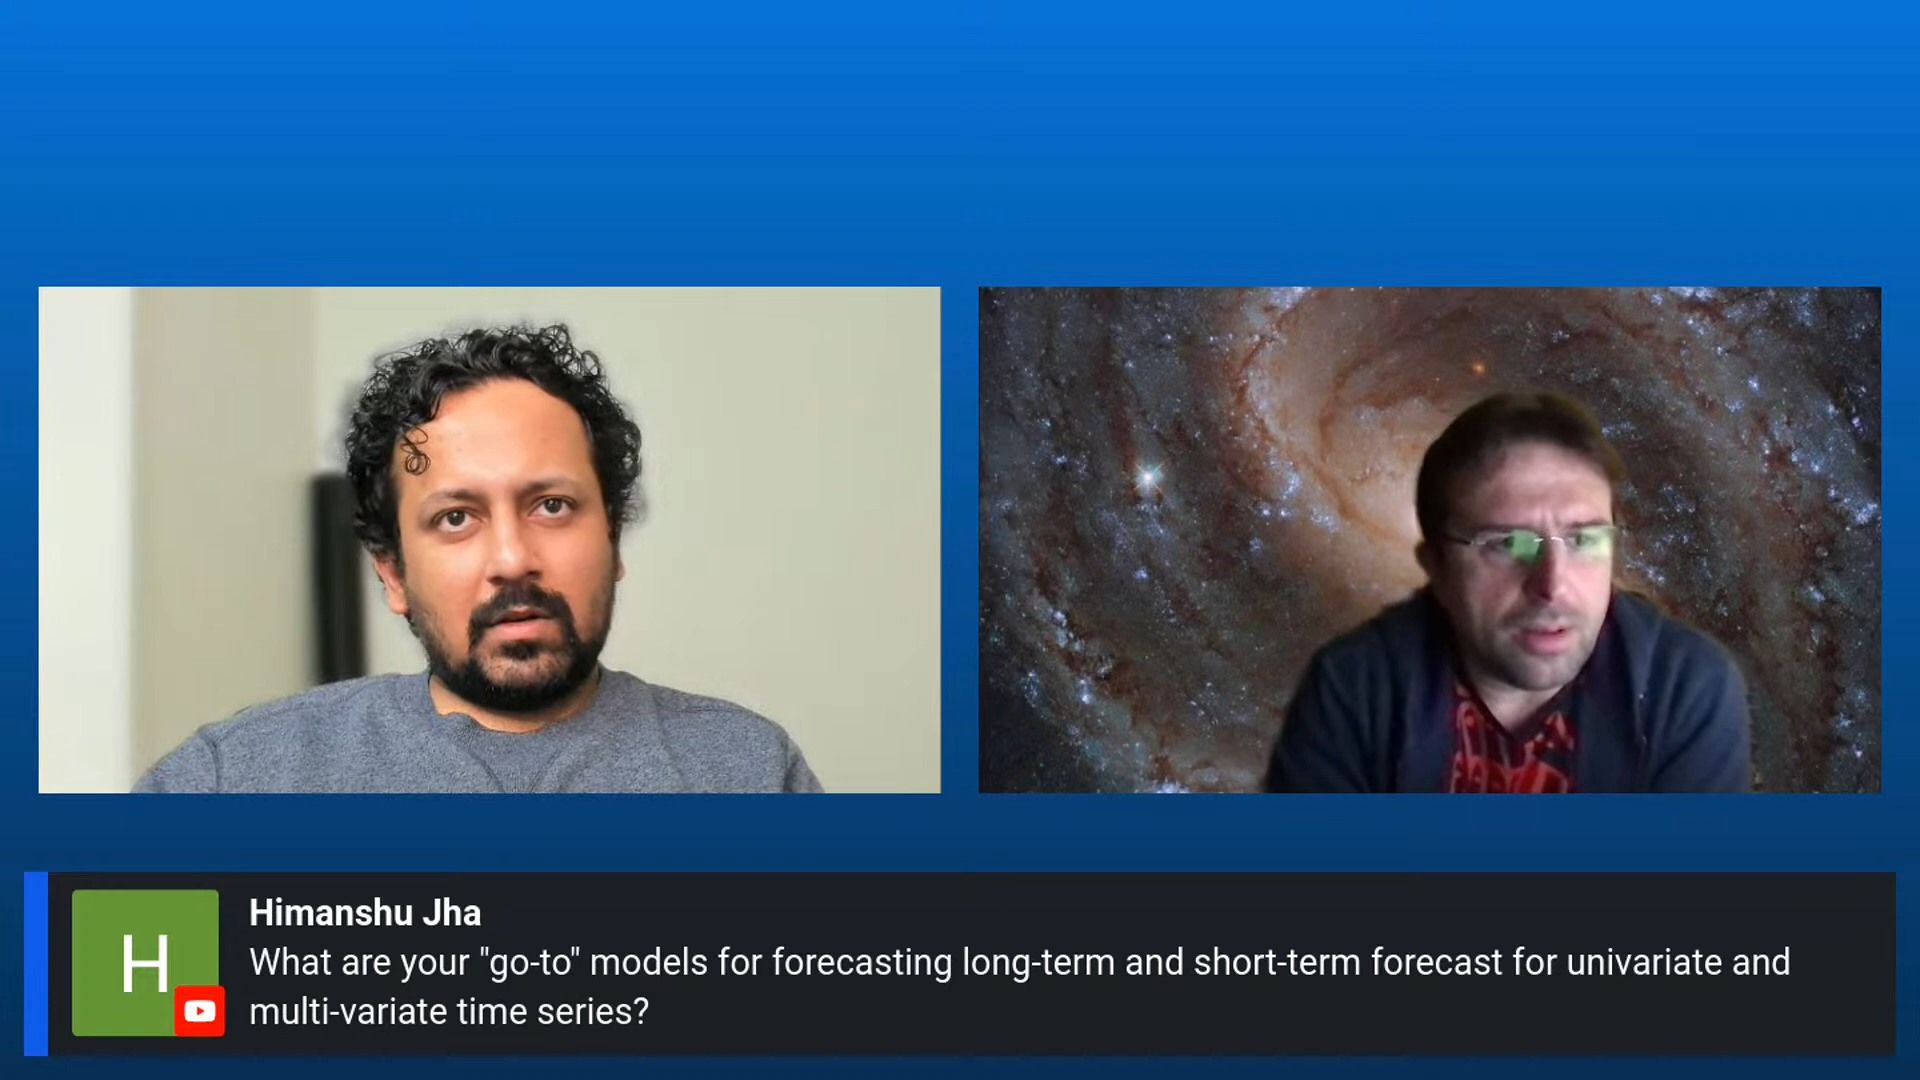 H
Himanshu Jha
What are your "go-to" models for forecasting long-term and short-term forecast for univariate and
multi-variate time series?